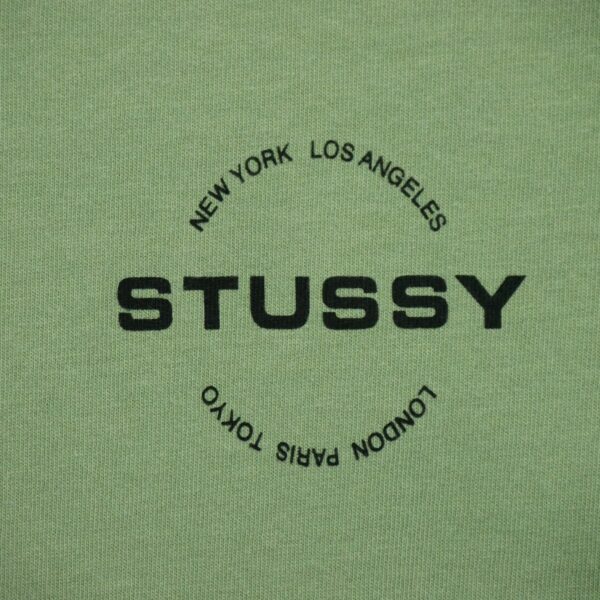 NEW YORK LOS ANGELES
STUSSY
LONDON PARIS TOKYO